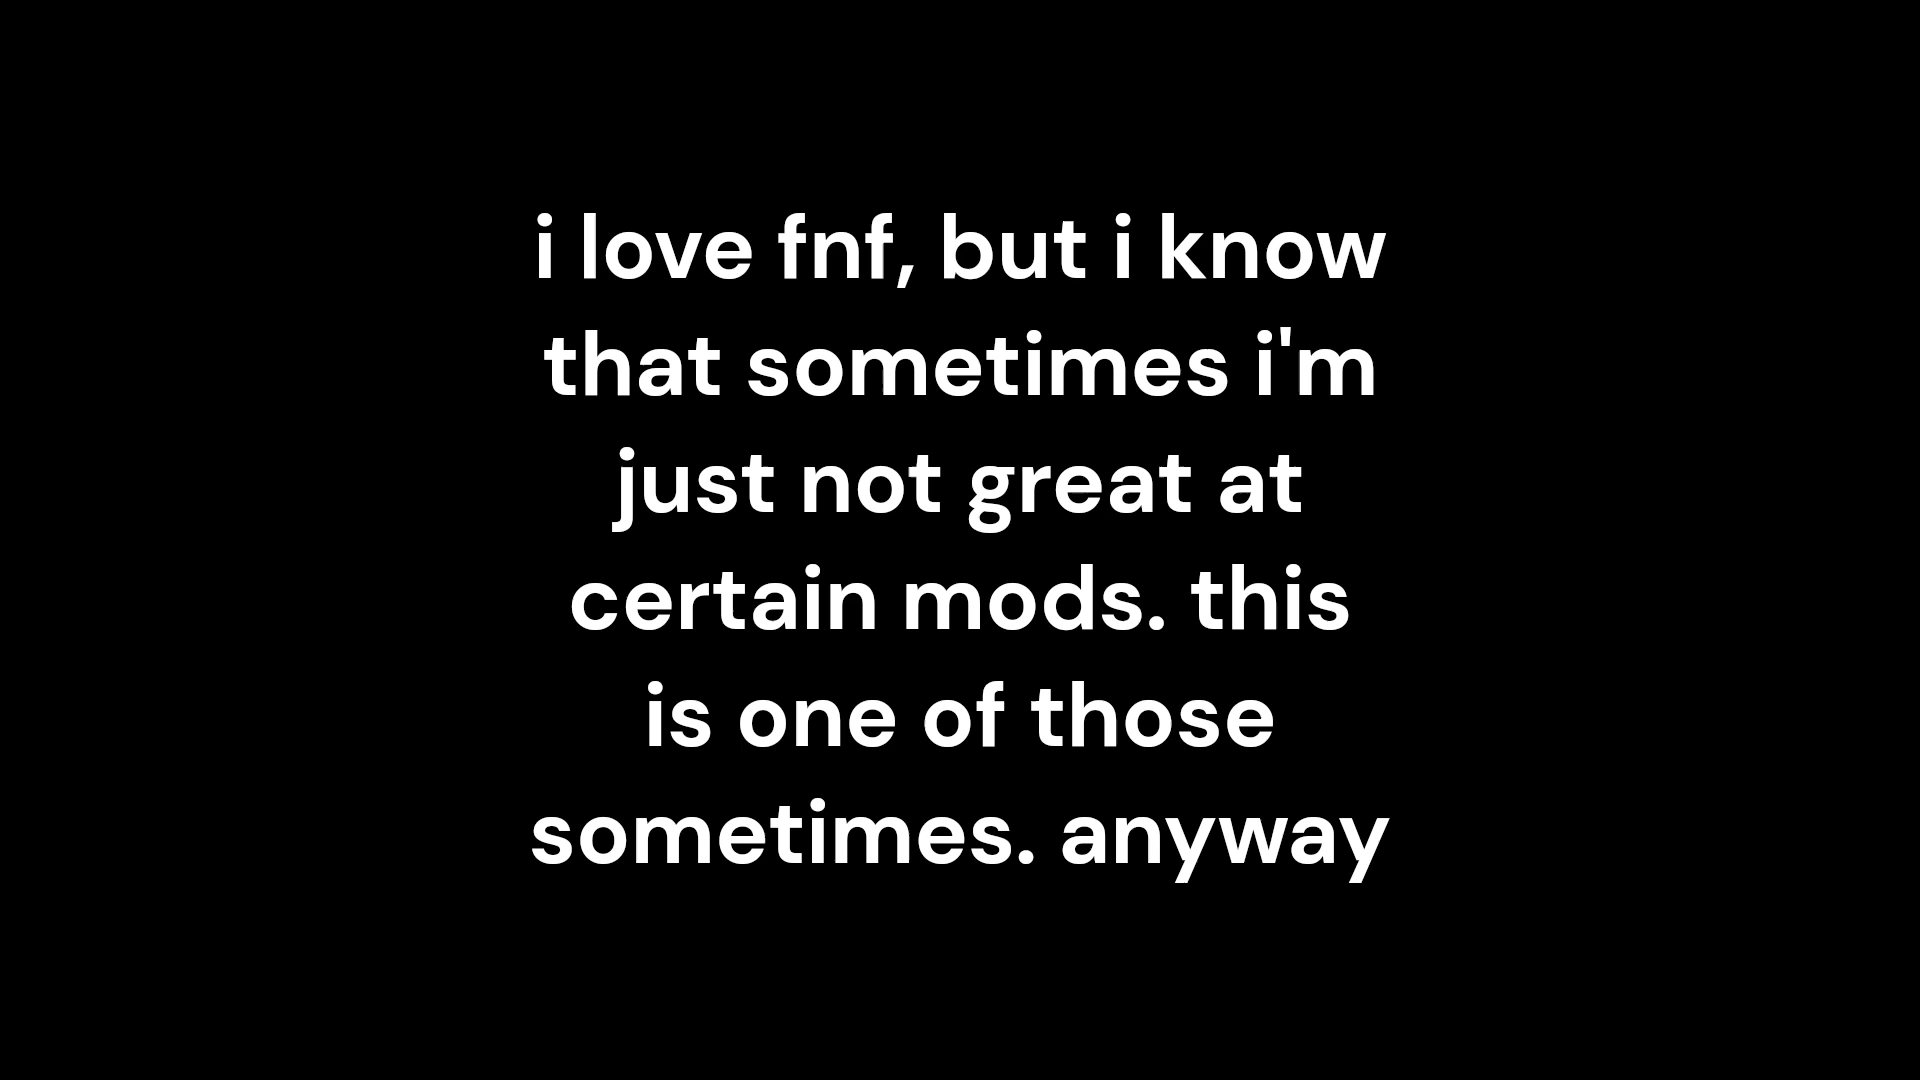 i love fnf, but i know
that sometimes i'm
just not great at
certain mods. this
is one of those
sometimes. anyway